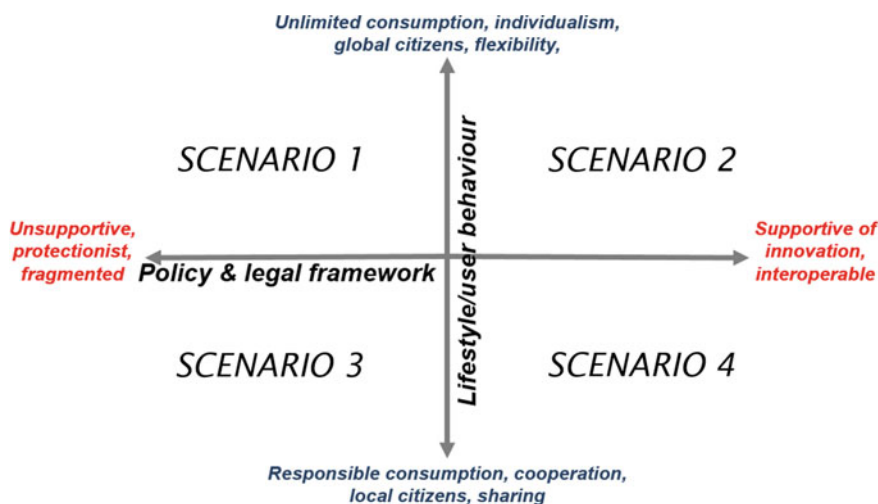 Unlimited consumption, individualism,
global citizens, flexibility,
SCENARIO 1
SCENARIO 2
Unsupportive,
protectionist,
fragmented
Policy & legal framework
Lifestyle/user behaviour
Supportive of
innovation,
interoperable
SCENARIO 3
SCENARIO 4
Responsible consumption, cooperation,
local citizens, sharing